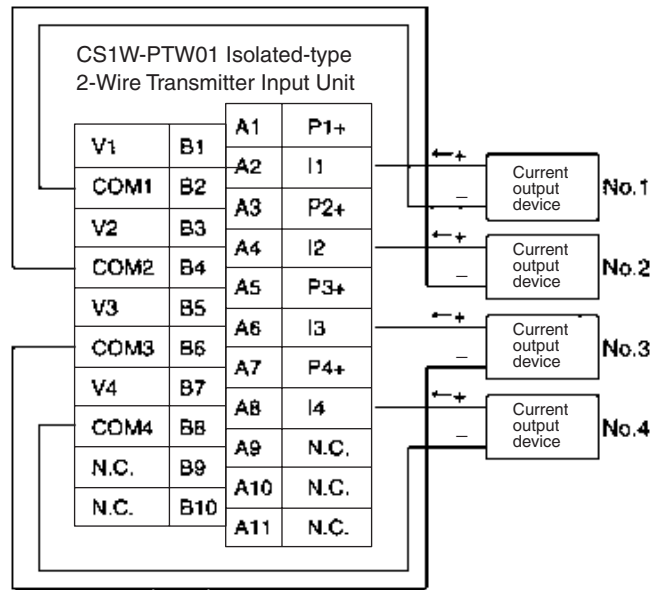 CS1W-PTW01 Isolated-type
2-Wire Transmitter Input Unit
V1 B1
COM1 B2
V2 B3
COM2 B4
V3 B5
COM3 B6
V4 B7
COM4 B8
N.C. B9
N.C. B10
A1 P1+
A2 I1
A3 P2+
A4 I2
A5 P3+
A6 I3
A7 P4+
A8 I4
A9 N.C.
A10 N.C.
A11 N.C.
+
Current
output
device
–
No.1
+
Current
output
device
–
No.2
+
Current
output
device
–
No.3
+
Current
output
device
–
No.4